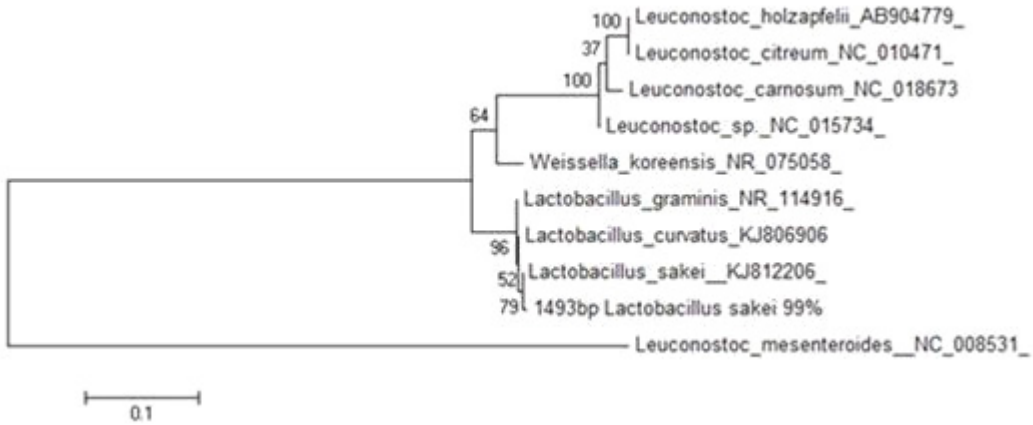 100
Leuconostoc_holzapfelii_AB904779_
37
Leuconostoc_citreum_NC_010471_
100
Leuconostoc_carnosum_NC_018673
64
Leuconostoc_sp._NC_015734_
Weissella_koreensis_NR_075058_
Lactobacillus_graminis_NR_114916_
96
Lactobacillus_curvatus_KJ806906
52
Lactobacillus_sakei__KJ812206_
79
1493bp Lactobacillus sakei 99%
Leuconostoc_mesenteroides__NC_008531_
0.1